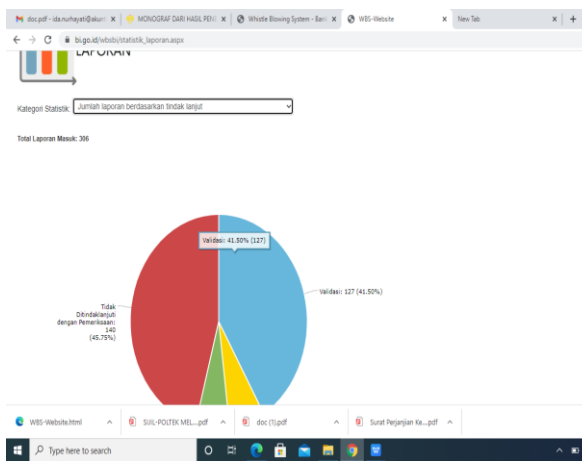 doc.pdf - ida.nurhayati@akun
MONOGRAF DARI HASIL PENE
Whistle Blowing System - Ban
WBS-Website
New Tab
bi.go.id/wbsbi/statistik_laporan.aspx
LAPORAN
Kategori Statistik: Jumlah laporan berdasarkan tindak lanjut
Total Laporan Masuk: 306
Validasi: 41.50% (127)
Validasi: 127 (41.50%)
Tidak
Ditindaklanjuti
dengan Pemeriksaan:
140
(45.75%)
WBS-Website.html
SIJIL-POLTEK MEL....pdf
doc (1).pdf
Surat Perjanjian Ke....pdf
Type here to search